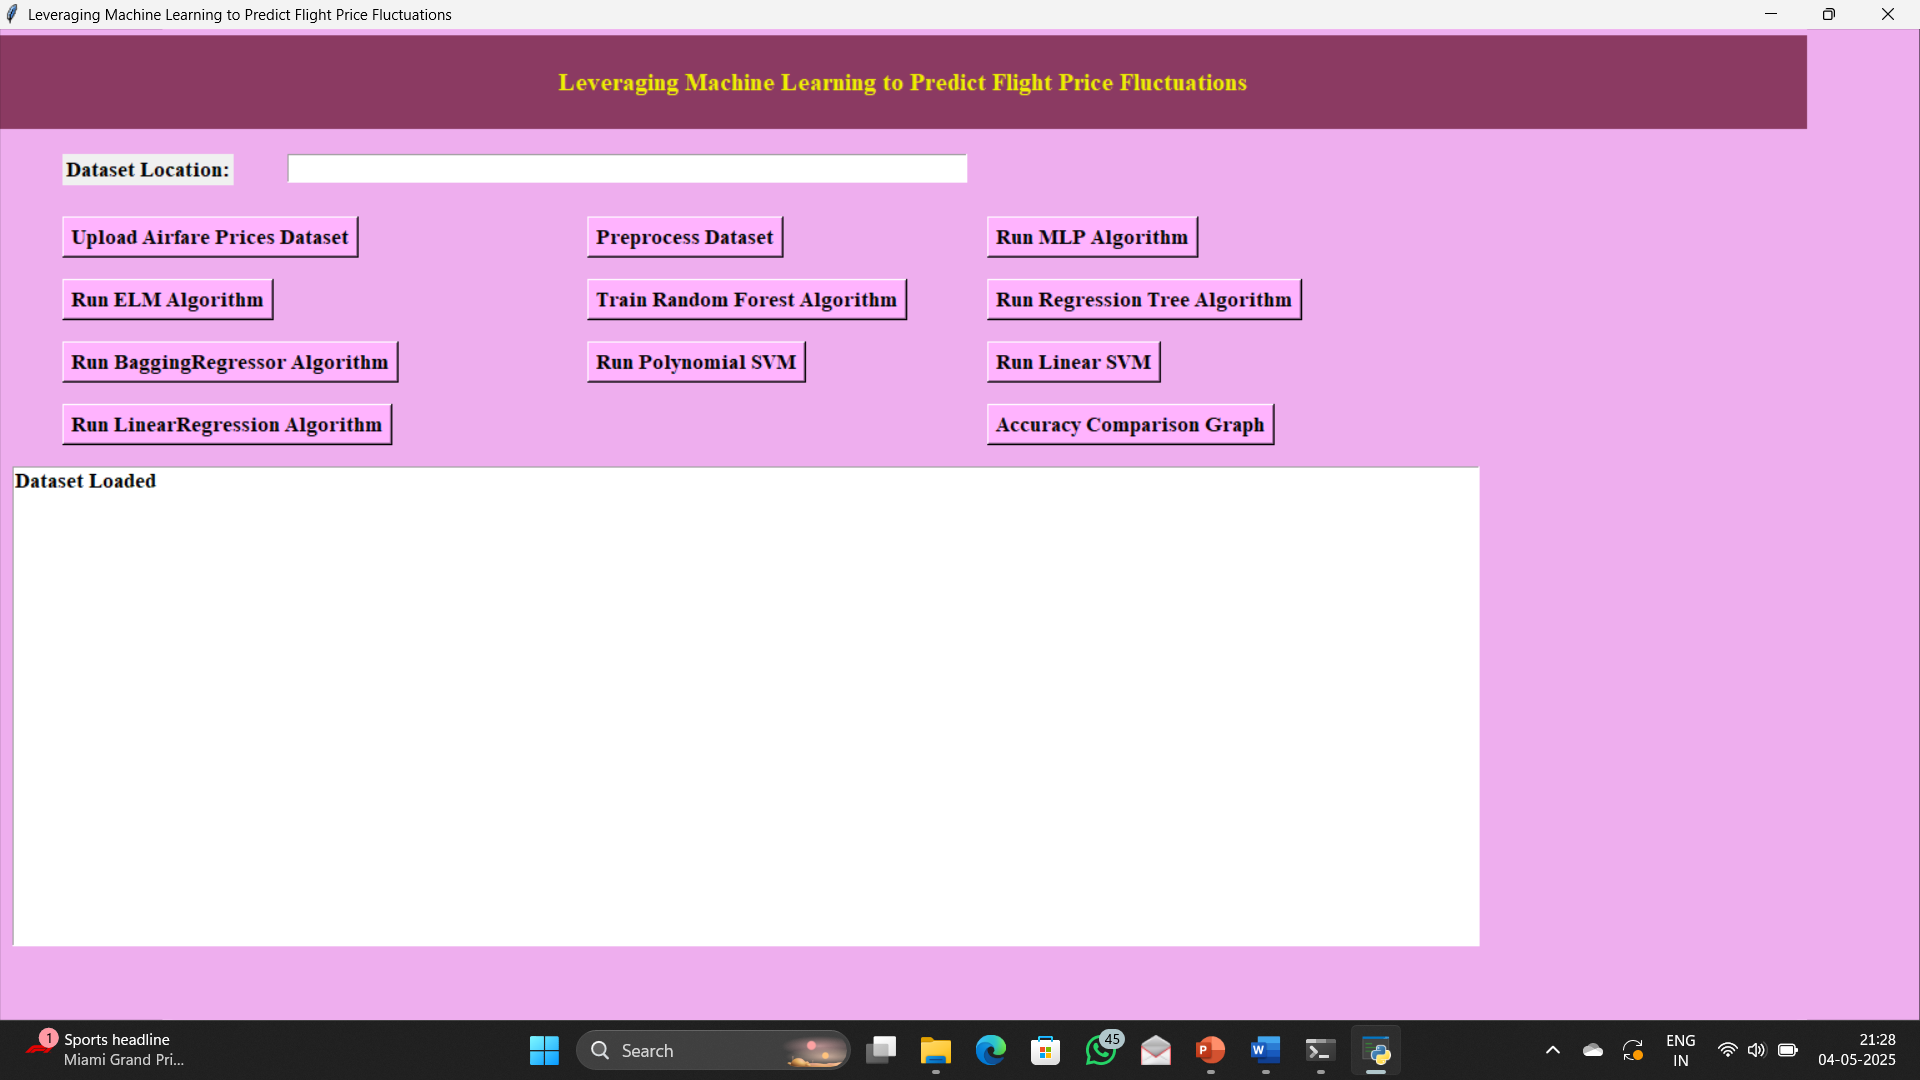 Leveraging Machine Learning to Predict Flight Price Fluctuations
Leveraging Machine Learning to Predict Flight Price Fluctuations
Dataset Location:
Upload Airfare Prices Dataset
Preprocess Dataset
Run MLP Algorithm
Run ELM Algorithm
Train Random Forest Algorithm
Run Regression Tree Algorithm
Run BaggingRegressor Algorithm
Run Polynomial SVM
Run Linear SVM
Run LinearRegression Algorithm
Accuracy Comparison Graph
Dataset Loaded
1
Sports headline
Miami Grand Pri...
Search
45
P
W
ENG
IN
21:28
04-05-2025